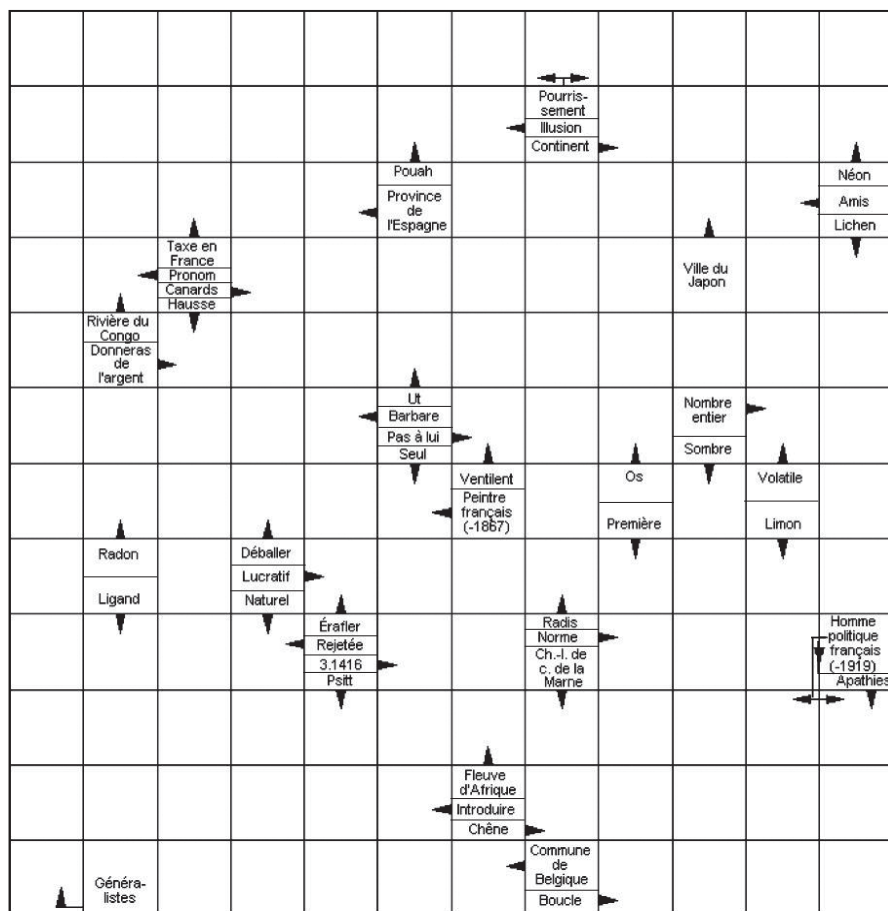 Pourris-
sement
Illusion
Continent
Pouah
Province
de
l'Espagne
Néon
Amis
Lichen
Taxe en
France
Pronom
Canards
Hausse
Ville du
Japon
Rivière du
Congo
Donneras
de
l'argent
Ut
Barbare
Pas à lui
Seul
Nombre
entier
Sombre
Ventilent
Peintre
français
(-1867)
Os
Première
Volatile
Limon
Radon
Ligand
Déballer
Lucratif
Naturel
Érafler
Rejetée
3.1416
Psitt
Radis
Norme
Ch.-l. de
c. de la
Marne
Homme
politique
français
(-1919)
Apathies
Fleuve
d'Afrique
Introduire
Chêne
Commune
de
Belgique
Boucle
Généra-
listes